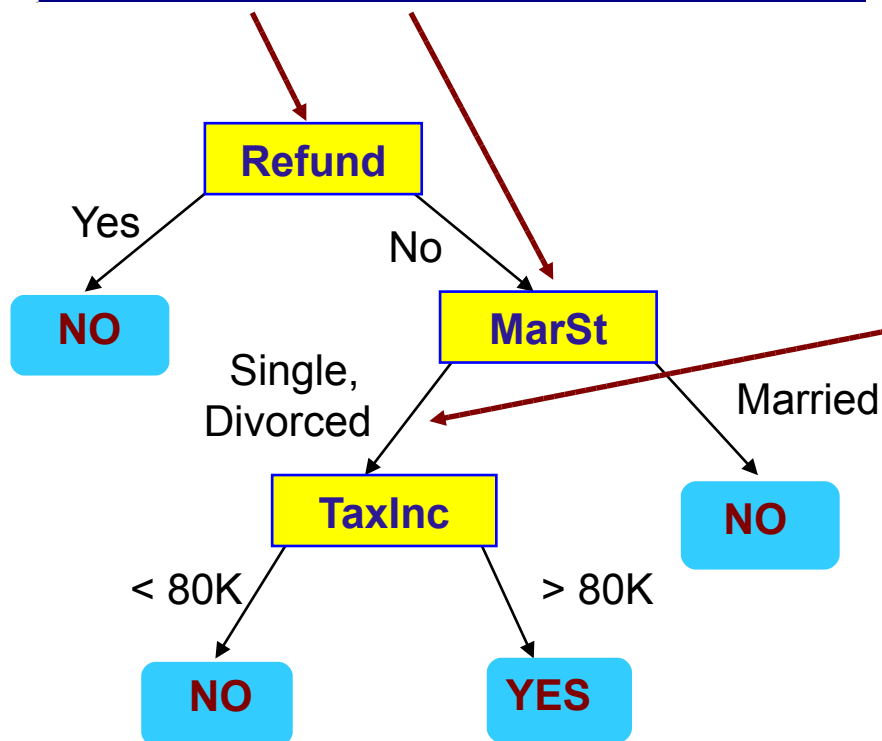 Refund
Yes
No
NO
MarSt
Single,
Divorced
Married
TaxInc
NO
< 80K
> 80K
NO
YES